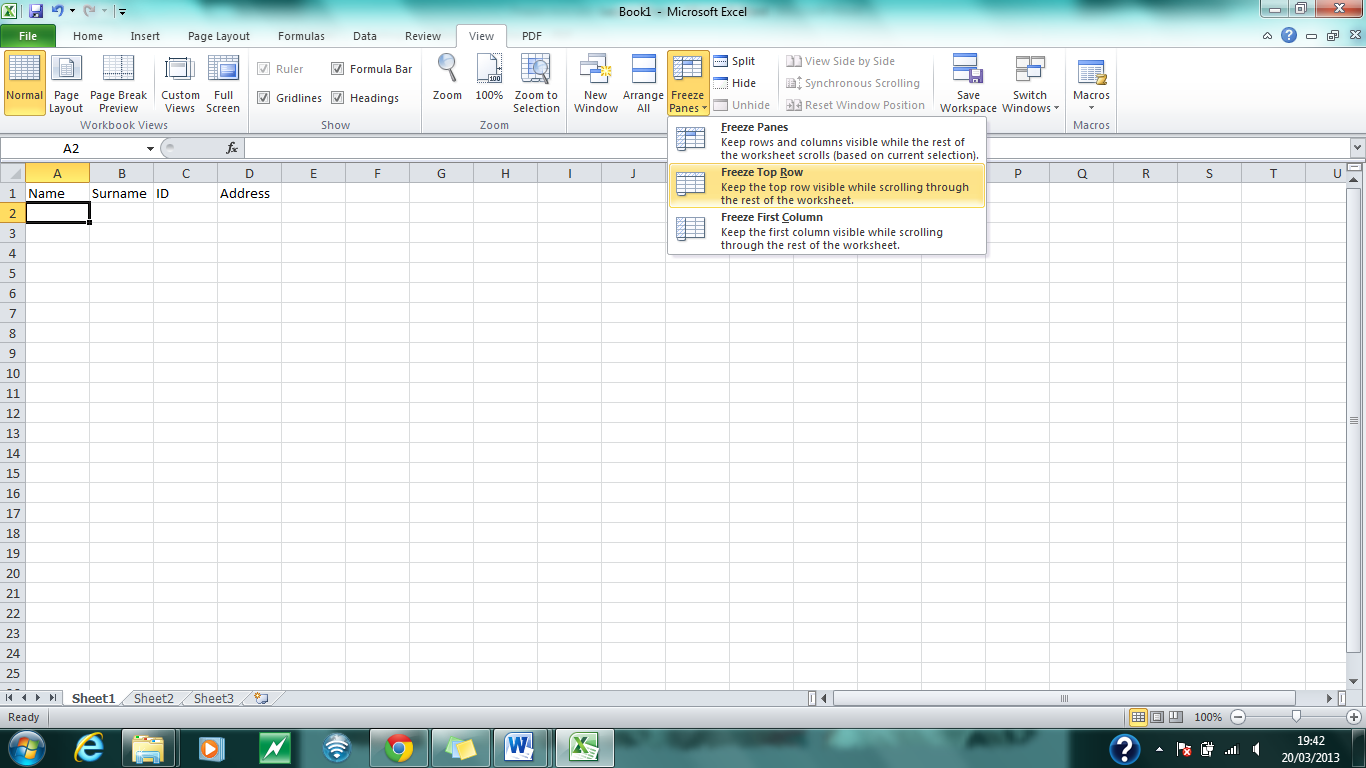 Book1 - Microsoft Excel
File Home Insert Page Layout Formulas Data Review View PDF
Normal Page Layout Page Break Preview Custom Views Full Screen
Workbook Views
Ruler Formula Bar
Gridlines Headings
Show
Zoom 100% Zoom to Selection
Zoom
New Window Arrange All Freeze Panes
Split
Hide
Unhide
View Side by Side
Synchronous Scrolling
Reset Window Position
Save Workspace Switch Windows
Macros
Macros
Freeze Panes
Keep rows and columns visible while the rest of
the worksheet scrolls (based on current selection).
Freeze Top Row
Keep the top row visible while scrolling through
the rest of the worksheet.
Freeze First Column
Keep the first column visible while scrolling
through the rest of the worksheet.
A2 fx
A B C D E F G H I J P Q R S T U
1 Name Surname ID Address
2
3
4
5
6
7
8
9
10
11
12
13
14
15
16
17
18
19
20
21
22
23
24
25
Sheet1 Sheet2 Sheet3
Ready 100%
19:42
20/03/2013